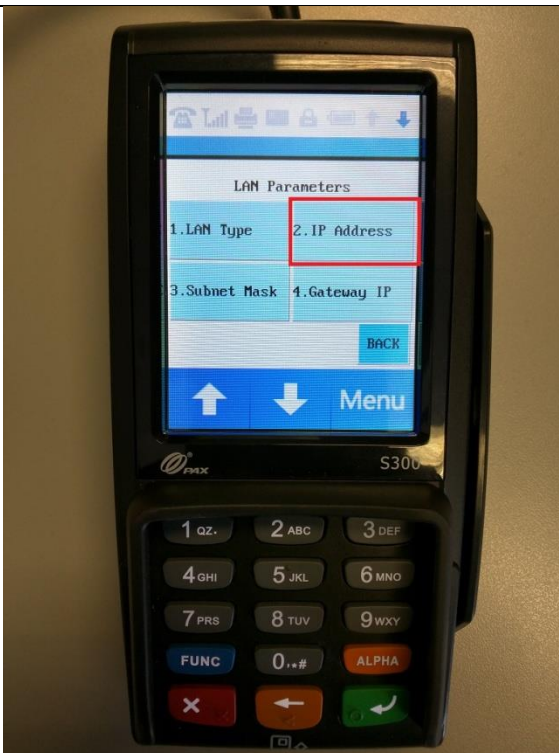 LAN Parameters
1.LAN Type 2.IP Address
3.Subnet Mask 4.Gateway IP
BACK
Menu
PAX S300
1 QZ. 2 ABC 3 DEF
4 GHI 5 JKL 6 MNO
7 PRS 8 TUV 9 WXY
FUNC 0,*# ALPHA